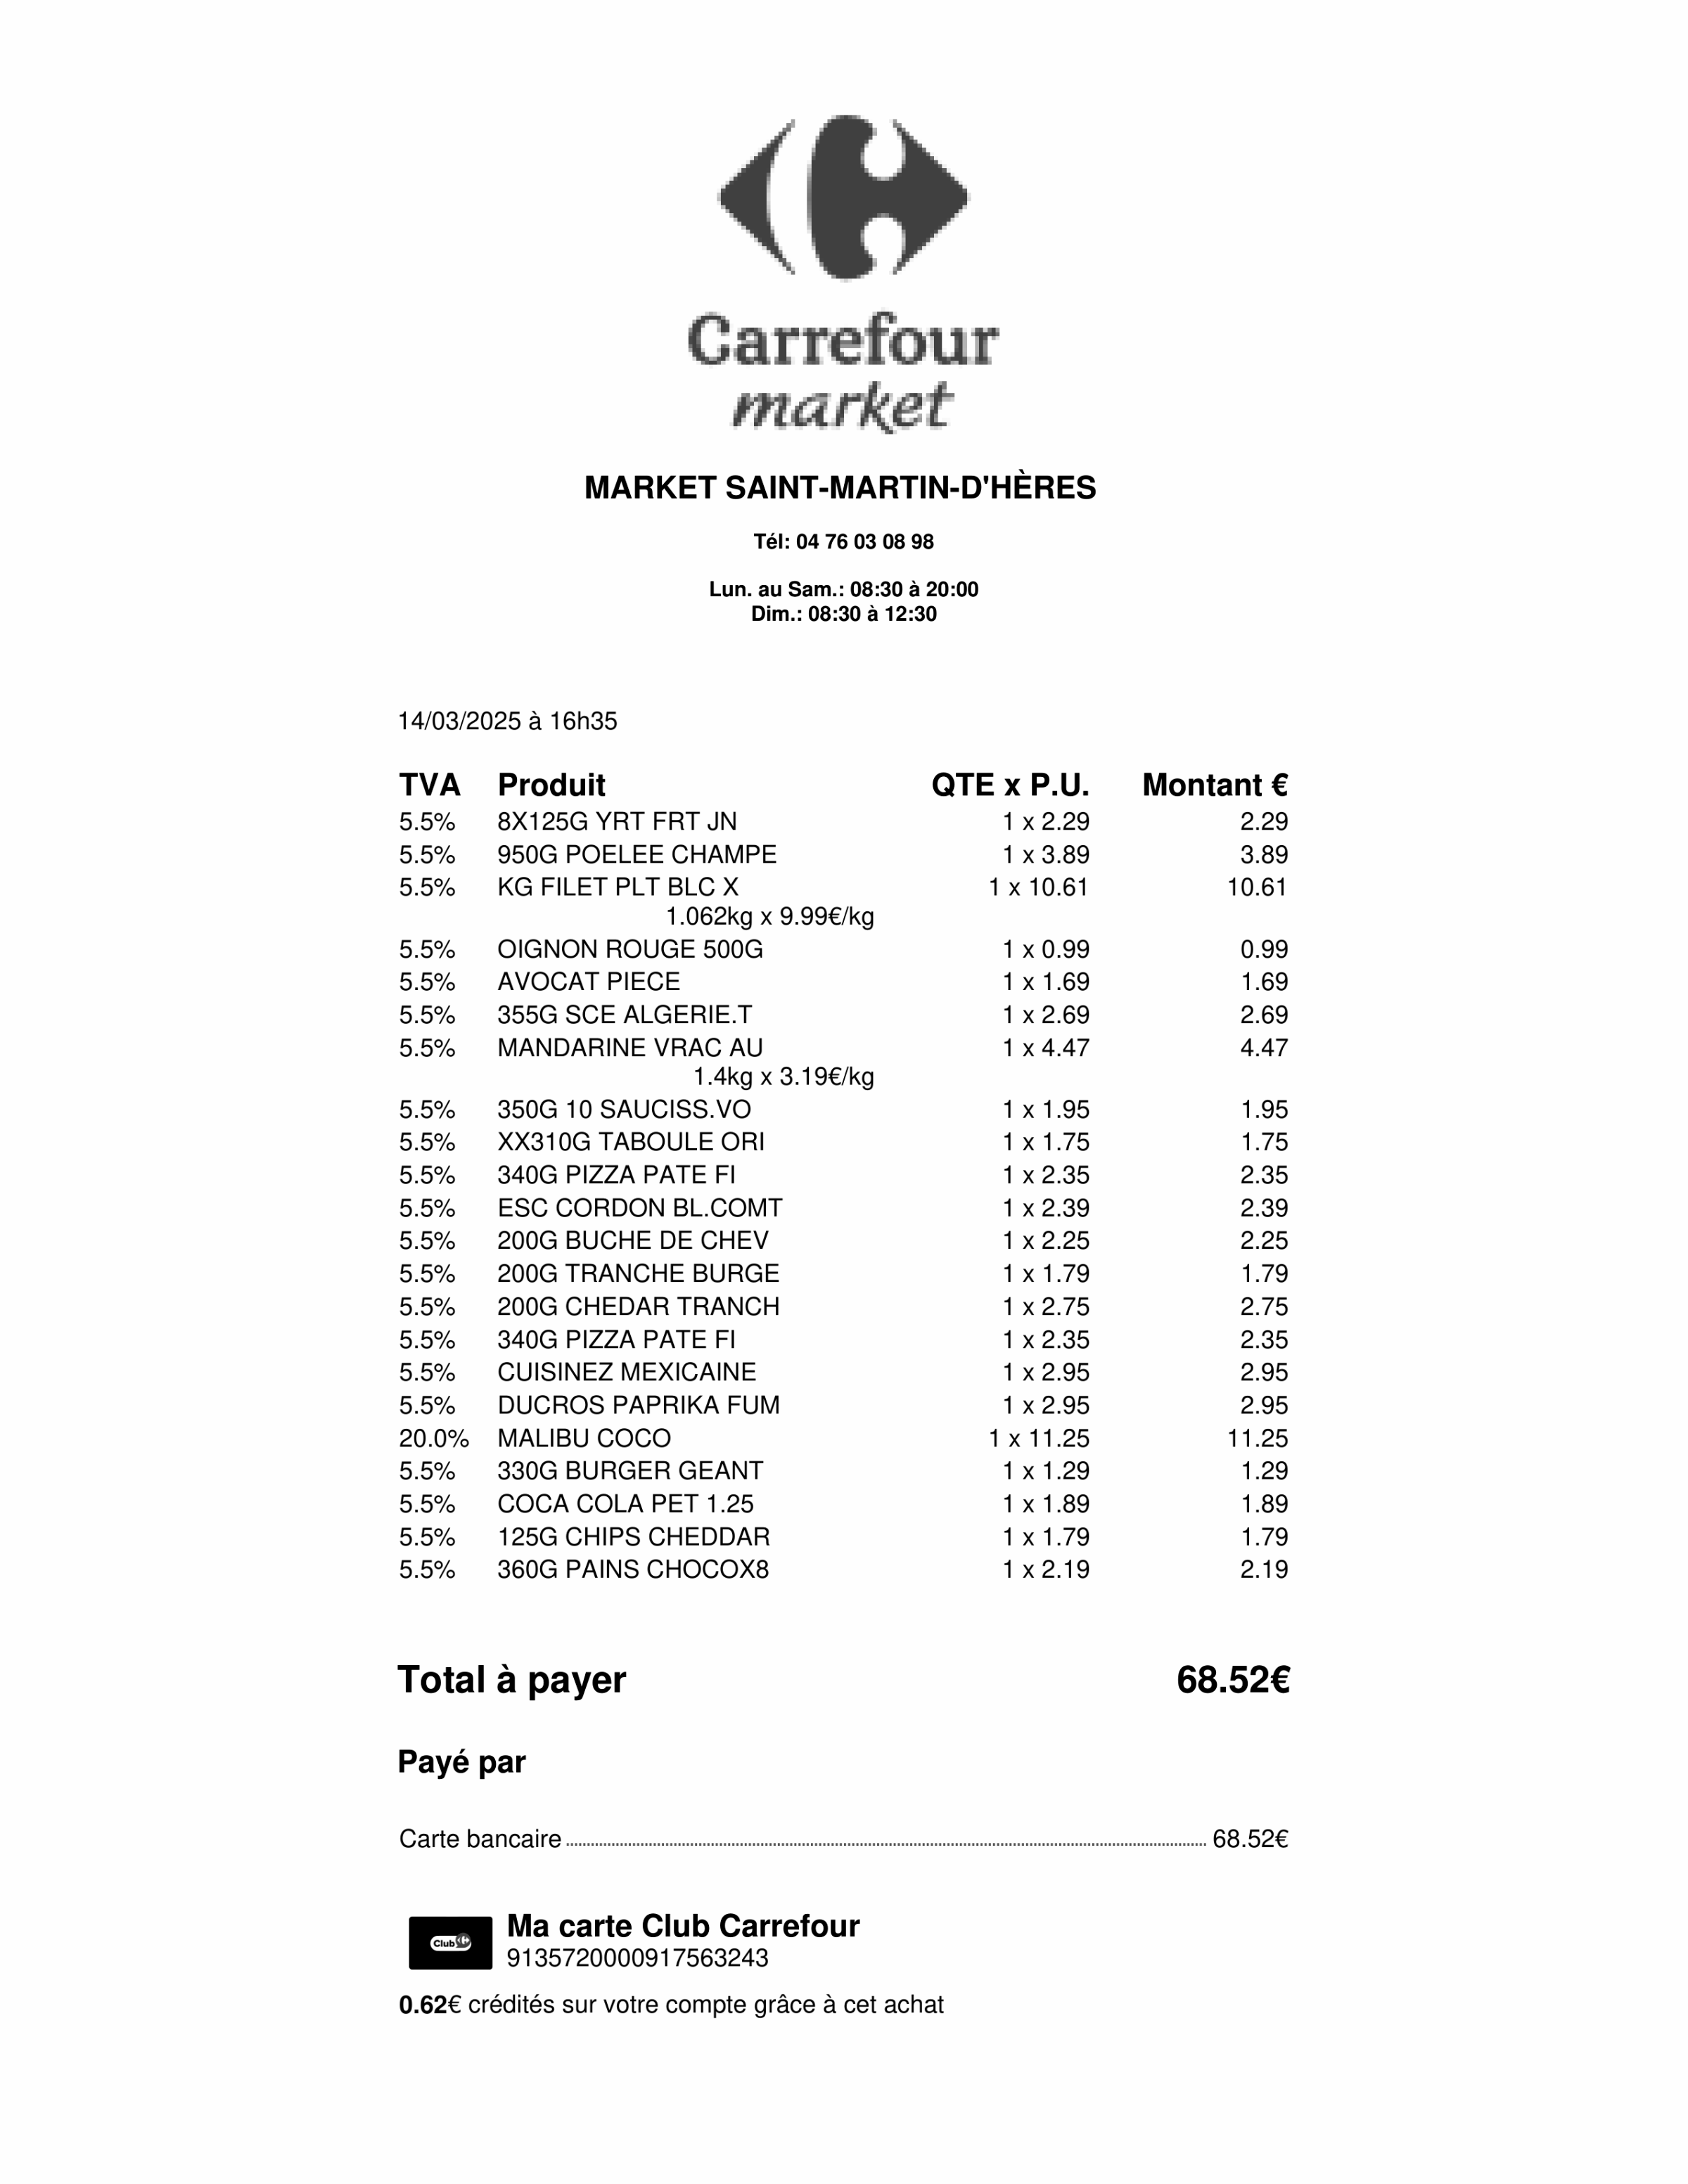 Carrefour
market
MARKET SAINT-MARTIN-D'HÈRES
Tél: 04 76 03 08 98
Lun. au Sam.: 08:30 à 20:00
Dim.: 08:30 à 12:30
14/03/2025 à 16h35
TVA Produit QTE x P.U. Montant €
5.5% 8X125G YRT FRT JN 1 x 2.29 2.29
5.5% 950G POELEE CHAMPE 1 x 3.89 3.89
5.5% KG FILET PLT BLC X 1 x 10.61 10.61
1.062kg x 9.99€/kg
5.5% OIGNON ROUGE 500G 1 x 0.99 0.99
5.5% AVOCAT PIECE 1 x 1.69 1.69
5.5% 355G SCE ALGERIE.T 1 x 2.69 2.69
5.5% MANDARINE VRAC AU 1 x 4.47 4.47
1.4kg x 3.19€/kg
5.5% 350G 10 SAUCISS.VO 1 x 1.95 1.95
5.5% XX310G TABOULE ORI 1 x 1.75 1.75
5.5% 340G PIZZA PATE FI 1 x 2.35 2.35
5.5% ESC CORDON BL.COMT 1 x 2.39 2.39
5.5% 200G BUCHE DE CHEV 1 x 2.25 2.25
5.5% 200G TRANCHE BURGE 1 x 1.79 1.79
5.5% 200G CHEDAR TRANCH 1 x 2.75 2.75
5.5% 340G PIZZA PATE FI 1 x 2.35 2.35
5.5% CUISINEZ MEXICAINE 1 x 2.95 2.95
5.5% DUCROS PAPRIKA FUM 1 x 2.95 2.95
20.0% MALIBU COCO 1 x 11.25 11.25
5.5% 330G BURGER GEANT 1 x 1.29 1.29
5.5% COCA COLA PET 1.25 1 x 1.89 1.89
5.5% 125G CHIPS CHEDDAR 1 x 1.79 1.79
5.5% 360G PAINS CHOCOX8 1 x 2.19 2.19
Total à payer 68.52€
Payé par
Carte bancaire 68.52€
Club
Ma carte Club Carrefour
9135720000917563243
0.62€ crédités sur votre compte grâce à cet achat